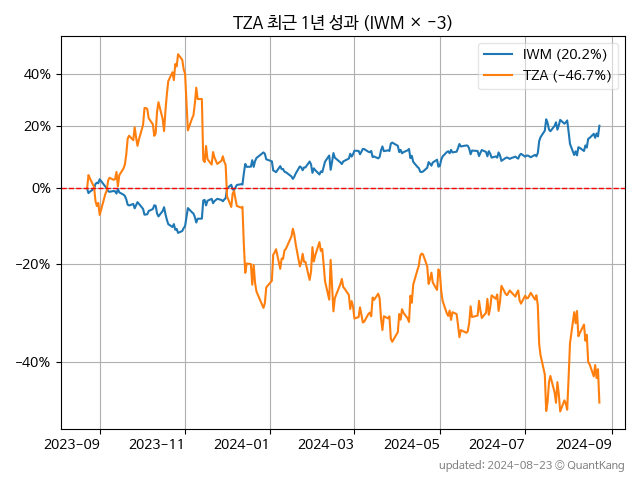 TZA 최근 1년 성과 (IWM × −3)
IWM (20.2%)
TZA (−46.7%)
40%
20%
0%
−20%
−40%
2023-09 2023-11 2024-01 2024-03 2024-05 2024-07 2024-09
updated: 2024-08-23 © QuantKang